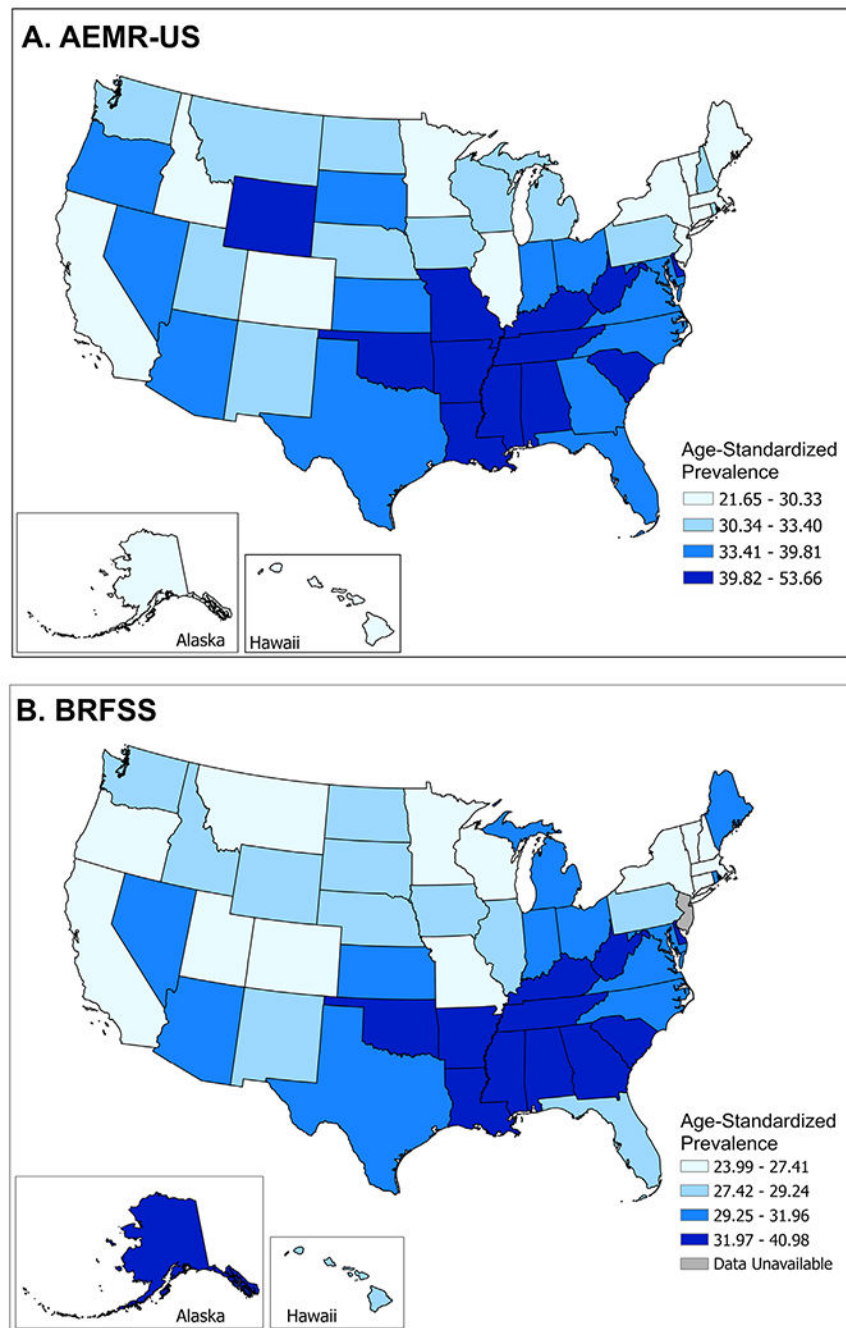 A. AEMR-US
Age-Standardized
Prevalence
21.65 - 30.33
30.34 - 33.40
33.41 - 39.81
39.82 - 53.66
Alaska
Hawaii
B. BRFSS
Age-Standardized
Prevalence
23.99 - 27.41
27.42 - 29.24
29.25 - 31.96
31.97 - 40.98
Data Unavailable
Alaska
Hawaii